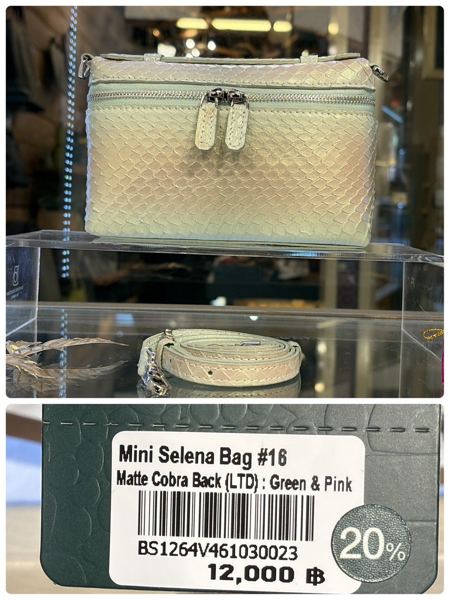 Mini Selena Bag #16
Matte Cobra Back (LTD) : Green & Pink
BS1264V461030023
12,000 ฿
20%